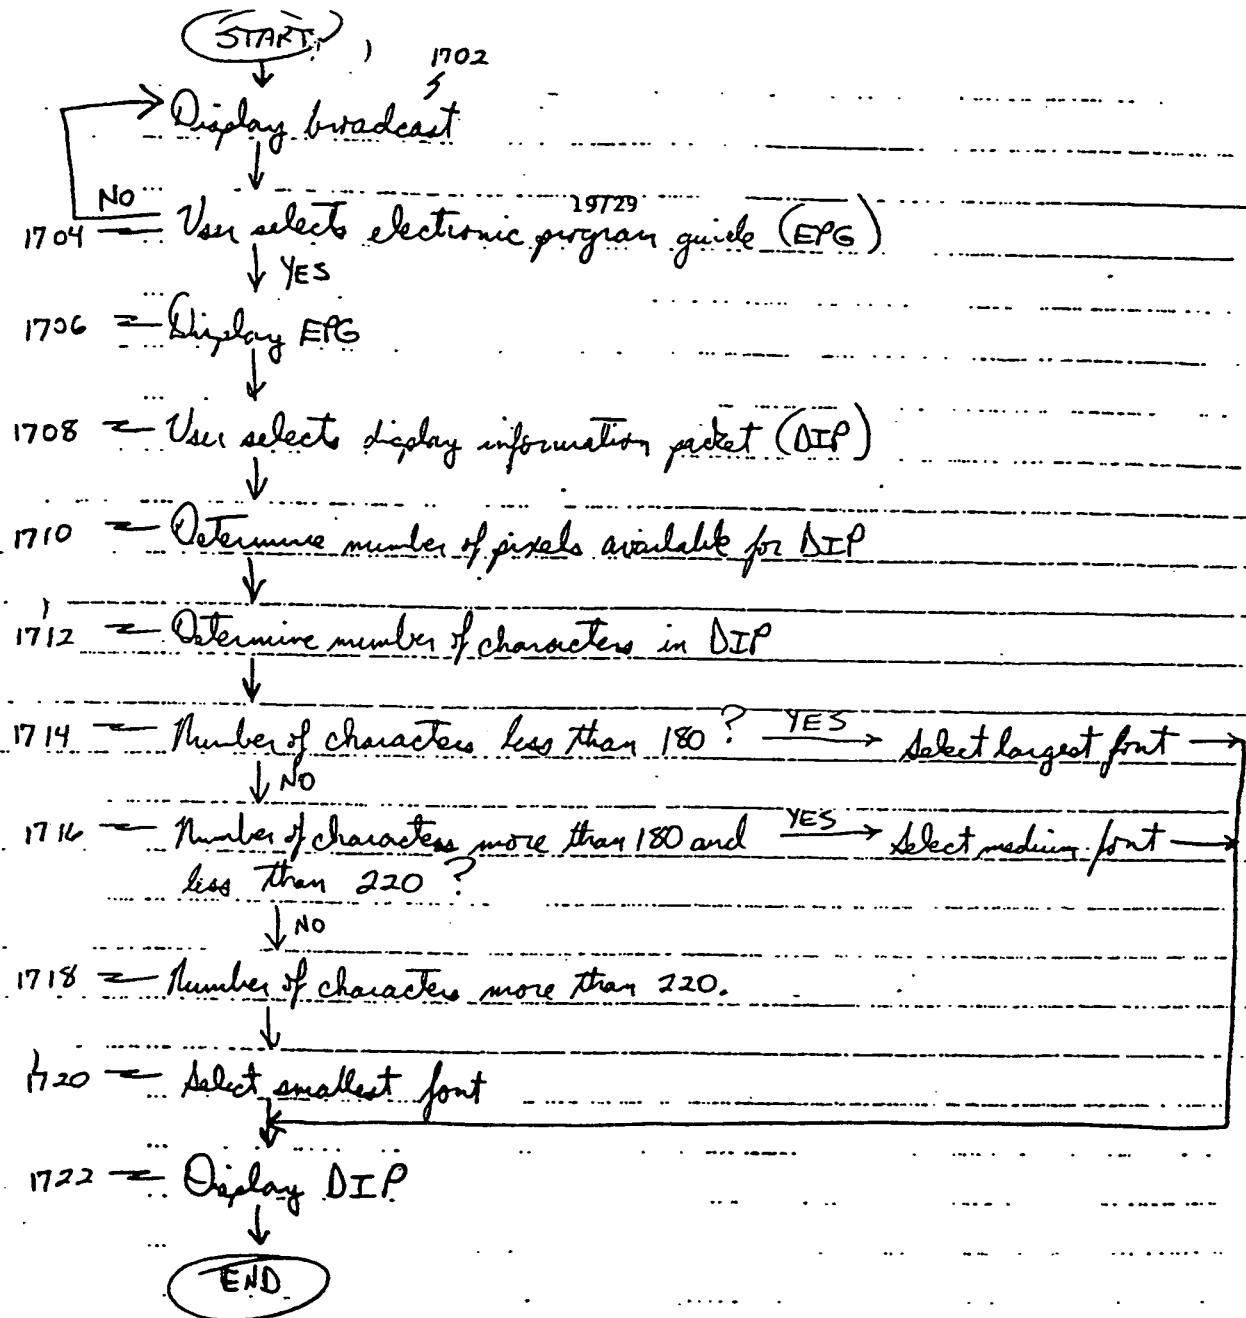 START
1702
Display broadcast
NO
19/29
1704 User selects electronic program guide (EPG)
YES
1706 Display EPG
1708 User selects display information packet (DIP)
1710 Determine number of pixels available for DIP
1712 Determine number of characters in DIP
1714 Number of characters less than 180? YES Select largest font
NO
1716 Number of characters more than 180 and YES Select medium font
less than 220?
NO
1718 Number of characters more than 220.
1720 Select smallest font
1722 Display DIP
END